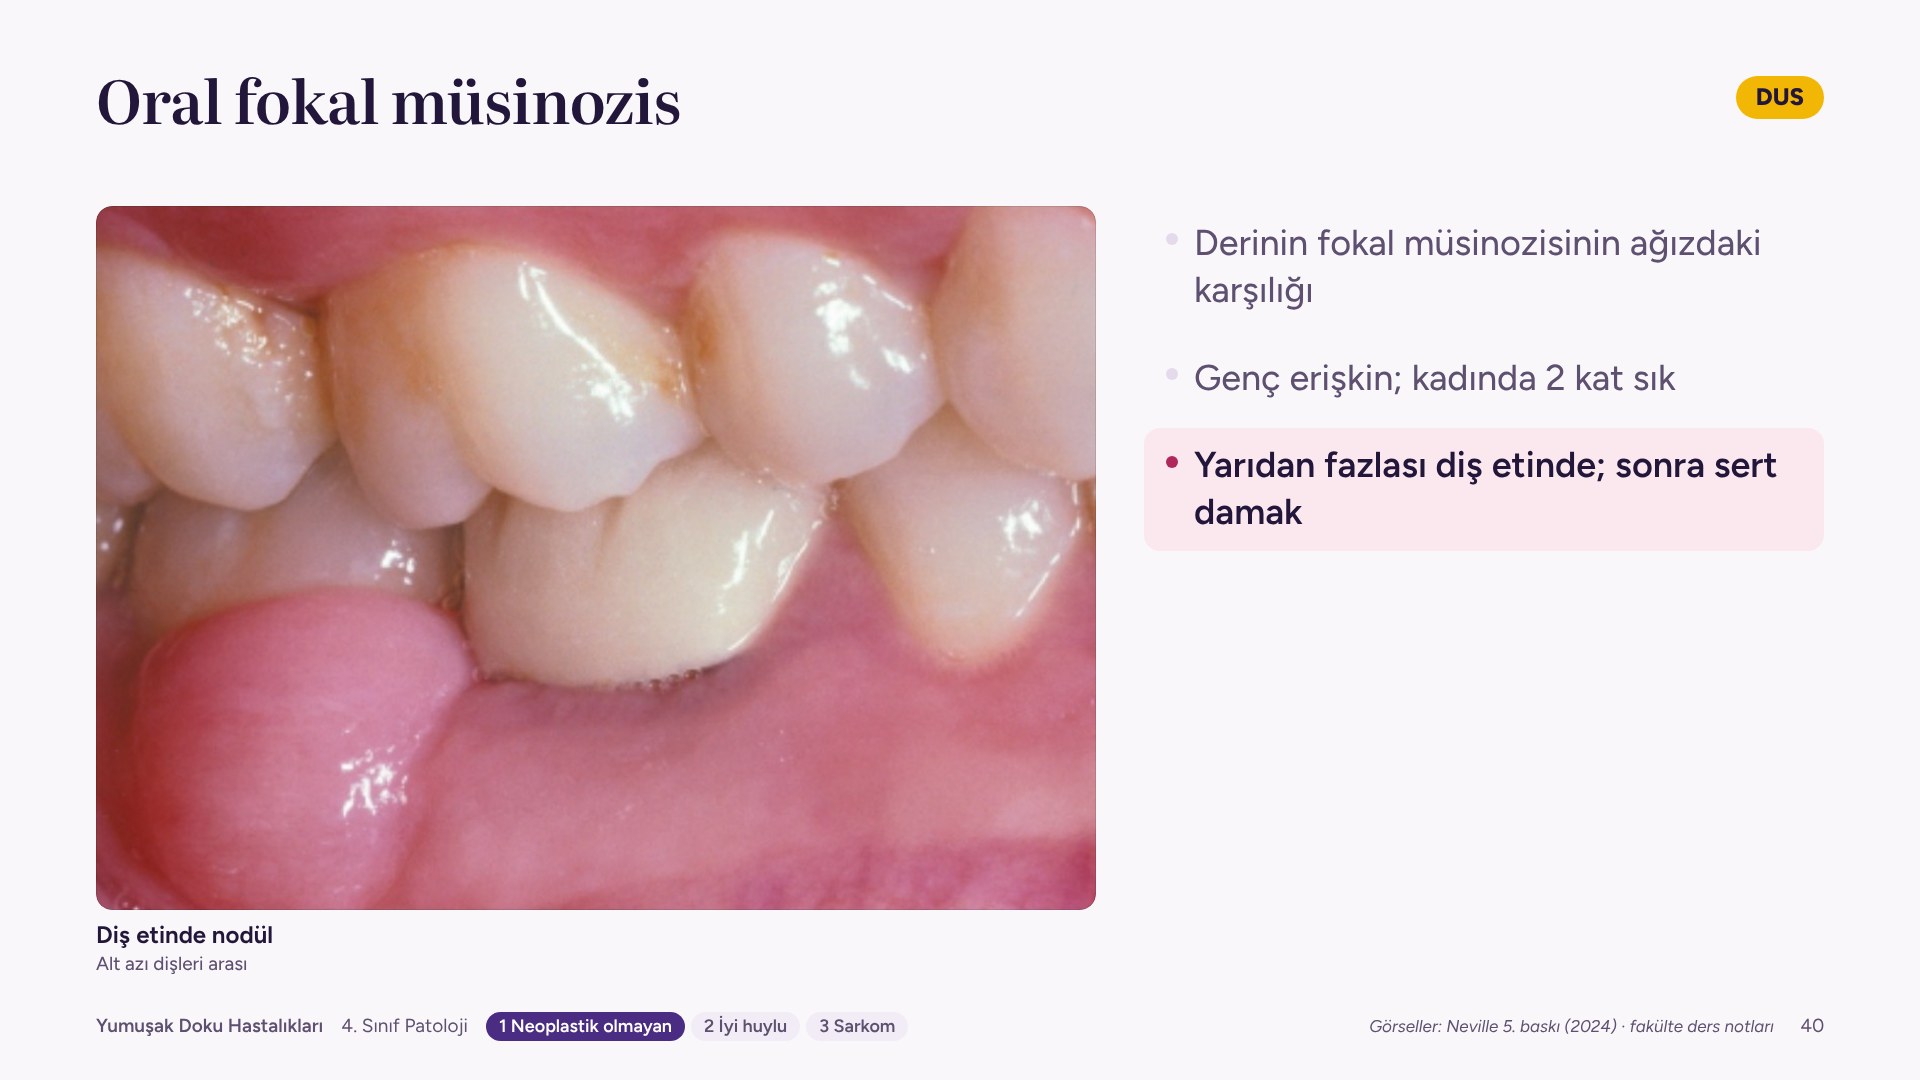 Oral fokal müsinozis
DUS
Derinin fokal müsinozisinin ağızdaki
karşılığı
Genç erişkin; kadında 2 kat sık
Yarıdan fazlası diş etinde; sonra sert
damak
Diş etinde nodül
Alt azı dişleri arası
Yumuşak Doku Hastalıkları 4. Sınıf Patoloji 1 Neoplastik olmayan 2 İyi huylu 3 Sarkom
Görseller: Neville 5. baskı (2024) · fakülte ders notları 40